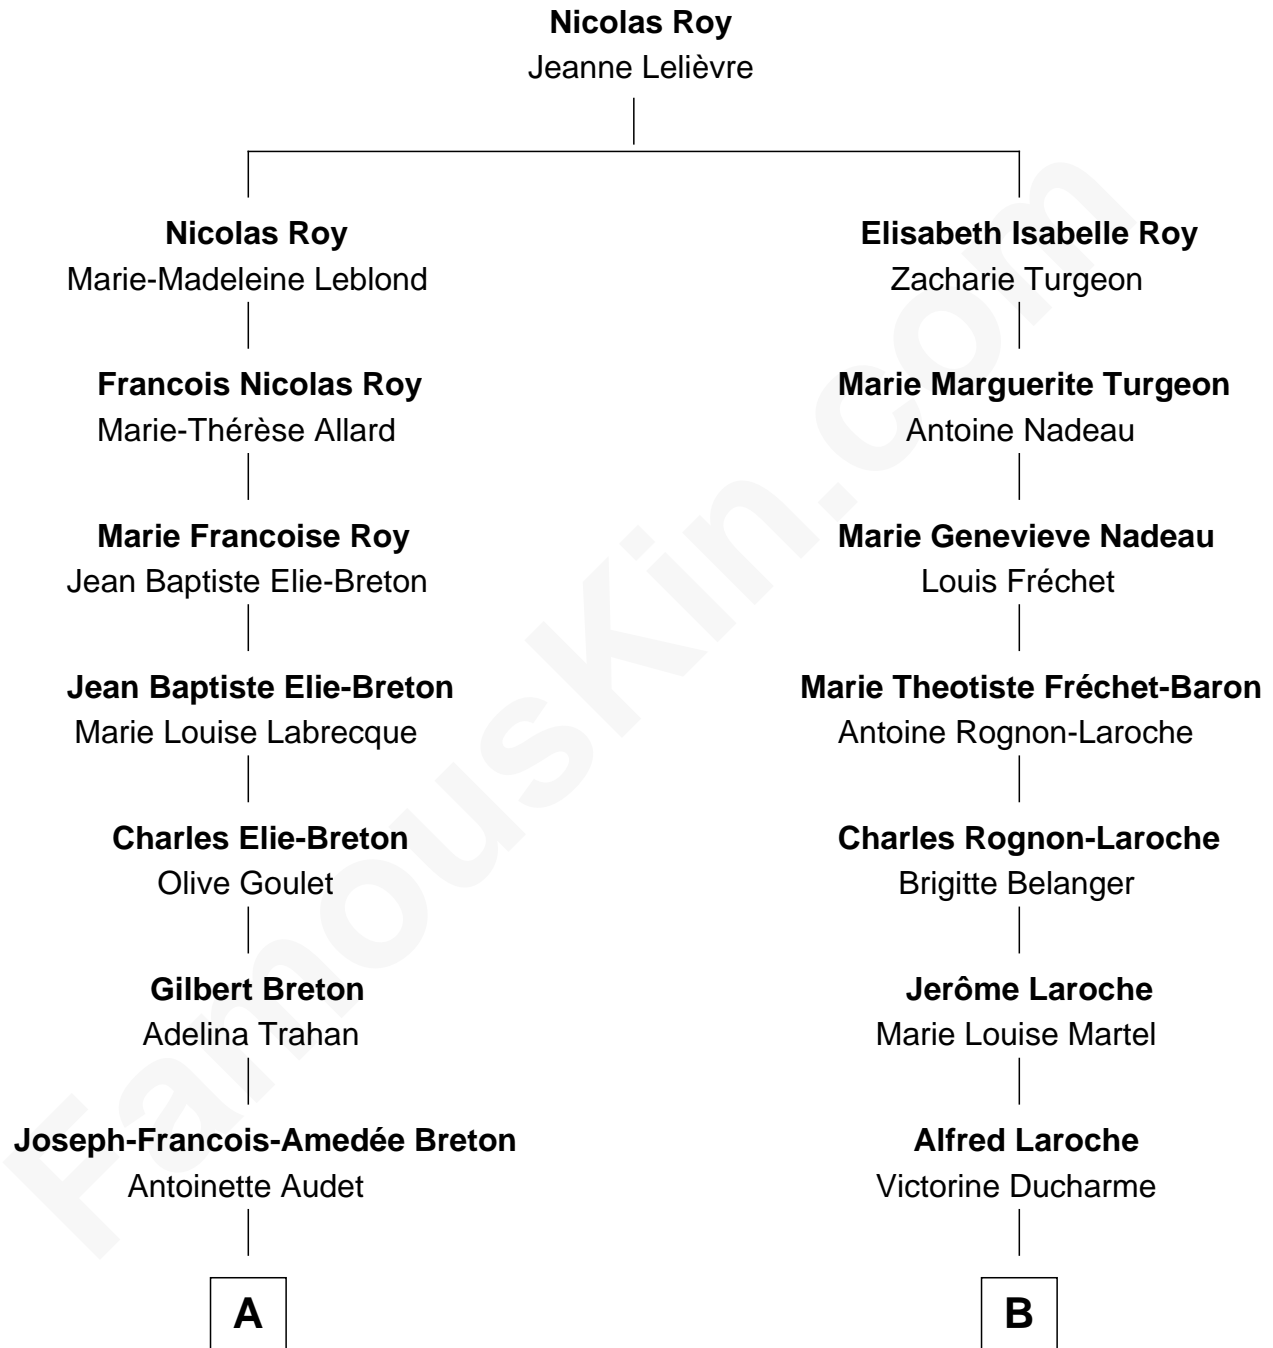 Nicolas Roy
Jeanne Lelièvre
Nicolas Roy
Marie-Madeleine Leblond
Francois Nicolas Roy
Marie-Thérèse Allard
Marie Francoise Roy
Jean Baptiste Elie-Breton
Jean Baptiste Elie-Breton
Marie Louise Labrecque
Charles Elie-Breton
Olive Goulet
Gilbert Breton
Adelina Trahan
Joseph-Francois-Amedée Breton
Antoinette Audet
A
Elisabeth Isabelle Roy
Zacharie Turgeon
Marie Marguerite Turgeon
Antoine Nadeau
Marie Genevieve Nadeau
Louis Fréchet
Marie Theotiste Fréchet-Baron
Antoine Rognon-Laroche
Charles Rognon-Laroche
Brigitte Belanger
Jerôme Laroche
Marie Louise Martel
Alfred Laroche
Victorine Ducharme
B
FamousKin.com